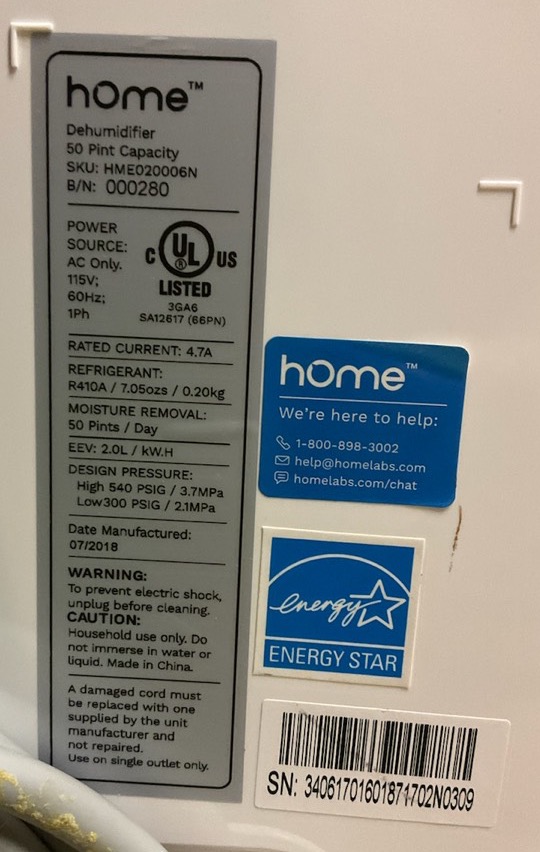 home™
Dehumidifier
50 Pint Capacity
SKU: HME020006N
B/N: 000280
POWER
SOURCE:
AC Only.
115V;
60Hz;
1Ph
C UL® US
LISTED
3GA6
SA12617 (66PN)
RATED CURRENT: 4.7A
REFRIGERANT:
R410A / 7.05ozs / 0.20kg
MOISTURE REMOVAL:
50 Pints / Day
EEV: 2.0L / kW.H
DESIGN PRESSURE:
High 540 PSIG / 3.7MPa
Low300 PSIG / 2.1MPa
Date Manufactured:
07/2018
WARNING:
To prevent electric shock,
unplug before cleaning.
CAUTION:
Household use only. Do
not immerse in water or
liquid. Made in China.
A damaged cord must
be replaced with one
supplied by the unit
manufacturer and
not repaired.
Use on single outlet only.
home™
We're here to help:
1-800-898-3002
help@homelabs.com
homelabs.com/chat
energy
ENERGY STAR
SN: 34061701601871702N0309